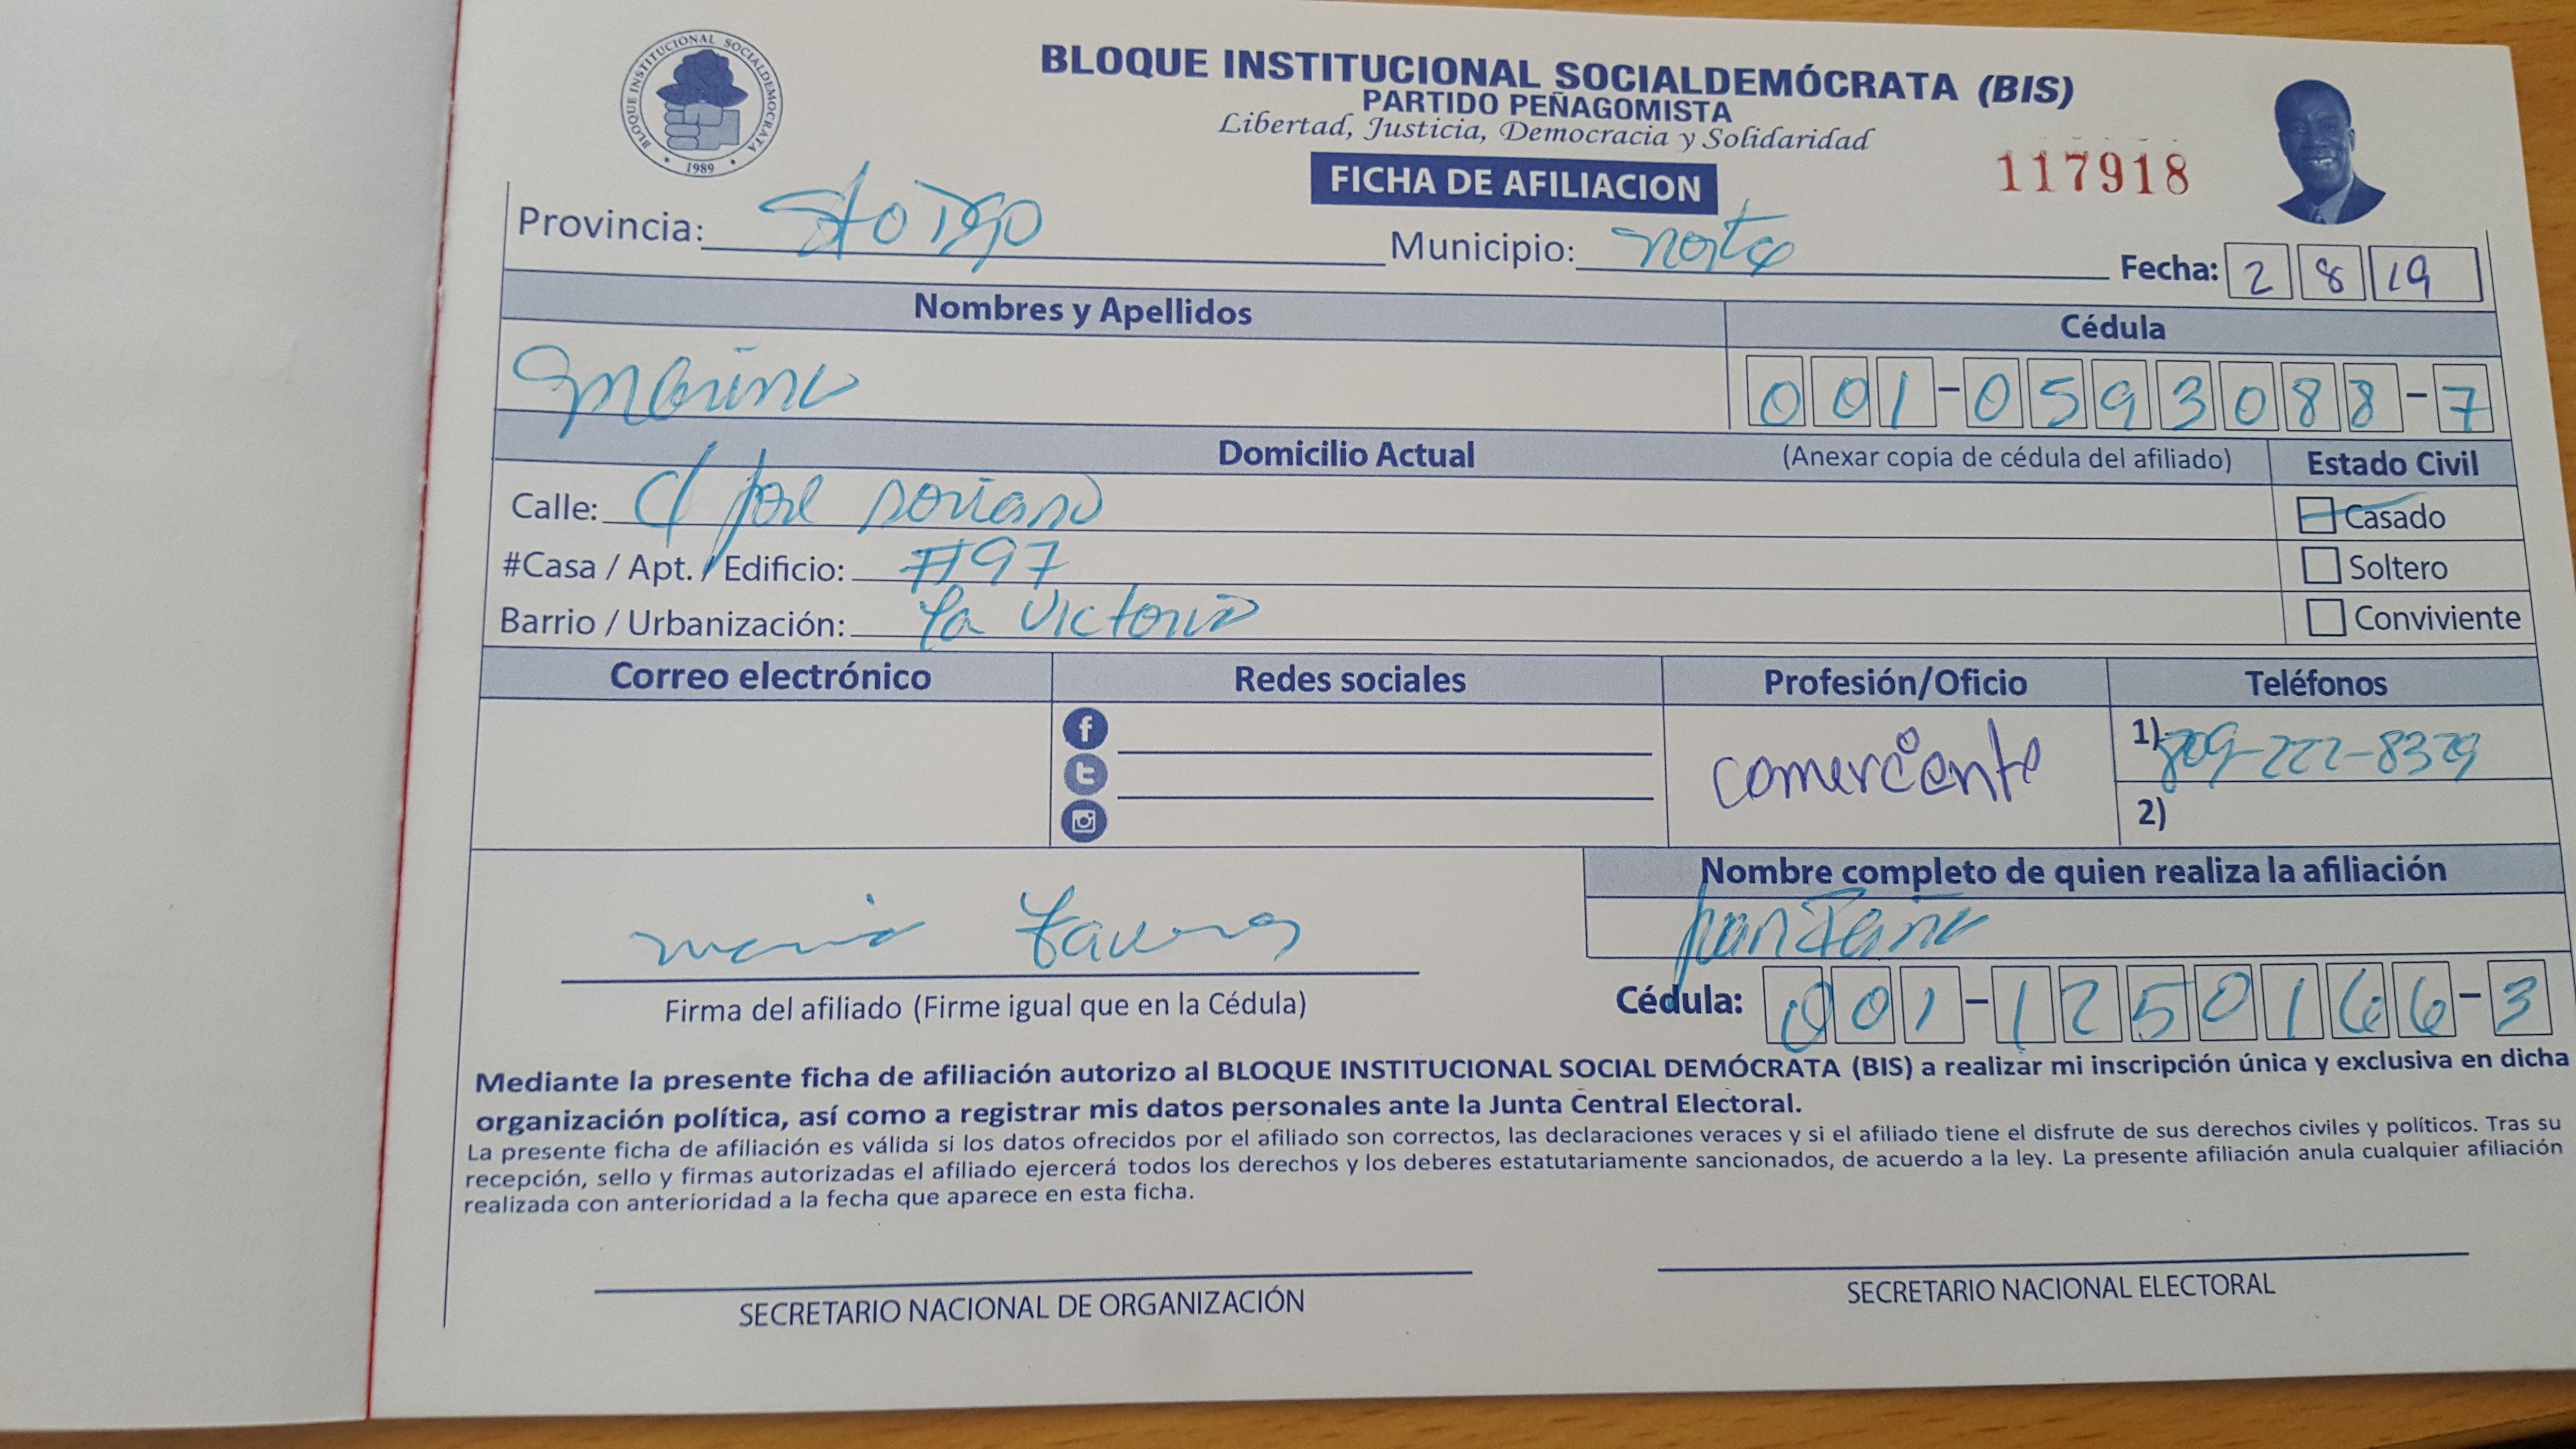 BLOQUE INSTITUCIONAL SOCIALDEMÓCRATA
1989
BLOQUE INSTITUCIONAL SOCIALDEMÓCRATA (BIS)
PARTIDO PEÑAGOMISTA
Libertad, Justicia, Democracia y Solidaridad
FICHA DE AFILIACION
117918
Provincia: Sto Dgo Municipio: norte Fecha: 2 8 19
Nombres y Apellidos Cédula
001-0593088-7
Domicilio Actual (Anexar copia de cédula del afiliado) Estado Civil
Calle: C/ Jose Soriano Casado
#Casa / Apt. / Edificio: #97 Soltero
Barrio / Urbanización: La Victoria Conviviente
Correo electrónico Redes sociales Profesión/Oficio Teléfonos
comerciante 1) 809-222-8329
2)
Nombre completo de quien realiza la afiliación
Firma del afiliado (Firme igual que en la Cédula) Cédula: 001-1250166-3
Mediante la presente ficha de afiliación autorizo al BLOQUE INSTITUCIONAL SOCIAL DEMÓCRATA (BIS) a realizar mi inscripción única y exclusiva en dicha
organización política, así como a registrar mis datos personales ante la Junta Central Electoral.
La presente ficha de afiliación es válida si los datos ofrecidos por el afiliado son correctos, las declaraciones veraces y si el afiliado tiene el disfrute de sus derechos civiles y políticos. Tras su
recepción, sello y firmas autorizadas el afiliado ejercerá todos los derechos y los deberes estatutariamente sancionados, de acuerdo a la ley. La presente afiliación anula cualquier afiliación
realizada con anterioridad a la fecha que aparece en esta ficha.
SECRETARIO NACIONAL DE ORGANIZACIÓN SECRETARIO NACIONAL ELECTORAL